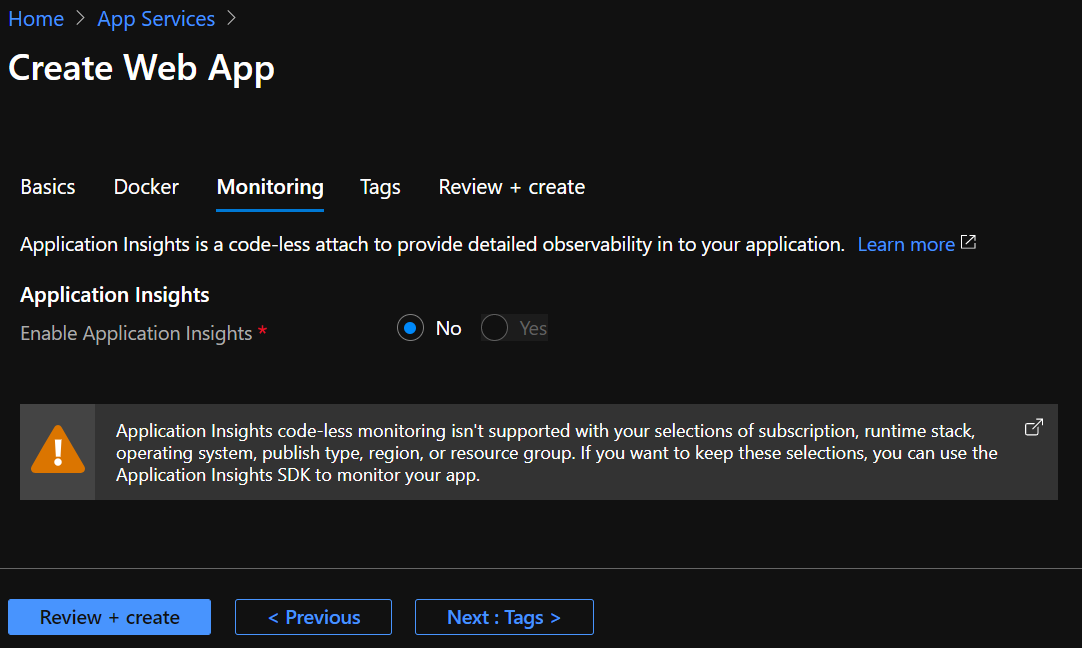 Home > App Services >
Create Web App
Basics Docker Monitoring Tags Review + create
Application Insights is a code-less attach to provide detailed observability in to your application. Learn more
Application Insights
Enable Application Insights * No Yes
Application Insights code-less monitoring isn't supported with your selections of subscription, runtime stack,
operating system, publish type, region, or resource group. If you want to keep these selections, you can use the
Application Insights SDK to monitor your app.
Review + create < Previous Next : Tags >